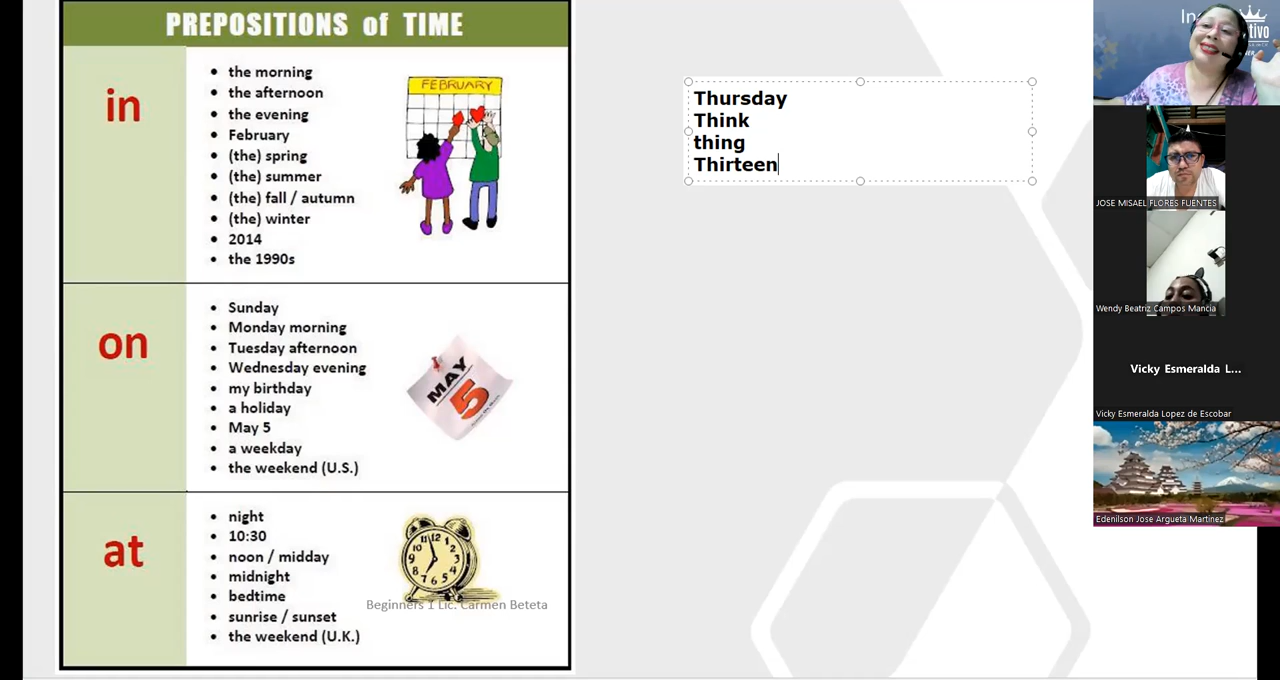 PREPOSITIONS of TIME
in
the morning
the afternoon
the evening
February
(the) spring
(the) summer
(the) fall / autumn
(the) winter
2014
the 1990s
FEBRUARY
on
Sunday
Monday morning
Tuesday afternoon
Wednesday evening
my birthday
a holiday
May 5
a weekday
the weekend (U.S.)
MAY
5
at
night
10:30
noon / midday
midnight
bedtime
sunrise / sunset
the weekend (U.K.)
Beginners 1 Lic. Carmen Beteta
Thursday
Think
thing
Thirteen
JOSE MISAEL FLORES FUENTES
Wendy Beatriz Campos Mancia
Vicky Esmeralda L...
Vicky Esmeralda Lopez de Escobar
Edenilson Jose Argueta Martinez